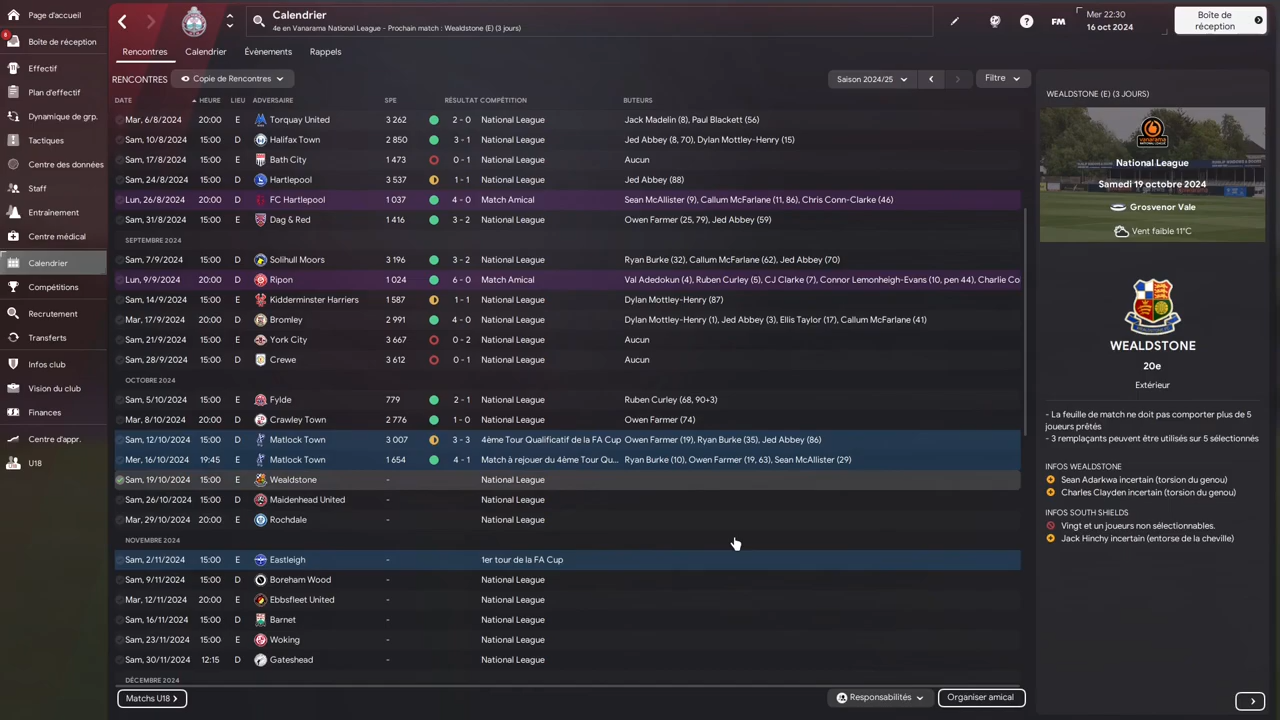 Page d'accueil
Calendrier
4e en Vanarama National League - Prochain match : Wealdstone (E) (3 jours)
FM
Mer 22:30
16 oct 2024
Boîte de réception
6
Boîte de réception
Effectif
Plan d'effectif
Dynamique de grp.
Tactiques
Centre des données
Staff
Entraînement
Centre médical
Calendrier
Compétitions
Recrutement
Transferts
Infos club
Vision du club
Finances
Centre d'appr.
U18
Rencontres Calendrier Évènements Rappels
RENCONTRES Copie de Rencontres Saison 2024/25 Filtre
DATE HEURE LIEU ADVERSAIRE SPE RÉSULTAT COMPÉTITION BUTEURS
Mar, 6/8/2024 20:00 E Torquay United 3 262 2 - 0 National League Jack Madelin (8), Paul Blackett (56)
Sam, 10/8/2024 15:00 D Halifax Town 2 850 3 - 1 National League Jed Abbey (8, 70), Dylan Mottley-Henry (15)
Sam, 17/8/2024 15:00 E Bath City 1 473 0 - 1 National League Aucun
Sam, 24/8/2024 15:00 D Hartlepool 3 537 1 - 1 National League Jed Abbey (88)
Lun, 26/8/2024 20:00 D FC Hartlepool 1 037 4 - 0 Match Amical Sean McAllister (9), Callum McFarlane (11, 86), Chris Conn-Clarke (46)
Sam, 31/8/2024 15:00 E Dag & Red 1 416 3 - 2 National League Owen Farmer (25, 79), Jed Abbey (59)
SEPTEMBRE 2024
Sam, 7/9/2024 15:00 D Solihull Moors 3 196 3 - 2 National League Ryan Burke (32), Callum McFarlane (62), Jed Abbey (70)
Lun, 9/9/2024 20:00 D Ripon 1 024 6 - 0 Match Amical Val Adedokun (4), Ruben Curley (5), CJ Clarke (7), Connor Lemonheigh-Evans (10, pen 44), Charlie Co
Sam, 14/9/2024 15:00 E Kidderminster Harriers 1 587 1 - 1 National League Dylan Mottley-Henry (87)
Mar, 17/9/2024 20:00 D Bromley 2 991 4 - 0 National League Dylan Mottley-Henry (1), Jed Abbey (3), Ellis Taylor (17), Callum McFarlane (41)
Sam, 21/9/2024 15:00 E York City 3 667 0 - 2 National League Aucun
Sam, 28/9/2024 15:00 D Crewe 3 612 0 - 1 National League Aucun
OCTOBRE 2024
Sam, 5/10/2024 15:00 E Fylde 779 2 - 1 National League Ruben Curley (68, 90+3)
Mar, 8/10/2024 20:00 D Crawley Town 2 776 1 - 0 National League Owen Farmer (74)
Sam, 12/10/2024 15:00 D Matlock Town 3 007 3 - 3 4ème Tour Qualificatif de la FA Cup Owen Farmer (19), Ryan Burke (35), Jed Abbey (86)
Mer, 16/10/2024 19:45 E Matlock Town 1 654 4 - 1 Match à rejouer du 4ème Tour Qu... Ryan Burke (10), Owen Farmer (19, 63), Sean McAllister (29)
Sam, 19/10/2024 15:00 E Wealdstone - National League
Sam, 26/10/2024 15:00 D Maidenhead United - National League
Mar, 29/10/2024 20:00 E Rochdale - National League
NOVEMBRE 2024
Sam, 2/11/2024 15:00 E Eastleigh - 1er tour de la FA Cup
Sam, 9/11/2024 15:00 D Boreham Wood - National League
Mar, 12/11/2024 20:00 E Ebbsfleet United - National League
Sam, 16/11/2024 15:00 D Barnet - National League
Sam, 23/11/2024 15:00 E Woking - National League
Sam, 30/11/2024 12:15 D Gateshead - National League
DÉCEMBRE 2024
Matchs U18 Responsabilités Organiser amical
WEALDSTONE (E) (3 JOURS)
National League
Samedi 19 octobre 2024
Grosvenor Vale
Vent faible 11°C
WEALDSTONE
20e
Extérieur
- La feuille de match ne doit pas comporter plus de 5
joueurs prêtés
- 3 remplaçants peuvent être utilisés sur 5 sélectionnés
INFOS WEALDSTONE
Sean Adarkwa incertain (torsion du genou)
Charles Clayden incertain (torsion du genou)
INFOS SOUTH SHIELDS
Vingt et un joueurs non sélectionnables.
Jack Hinchy incertain (entorse de la cheville)